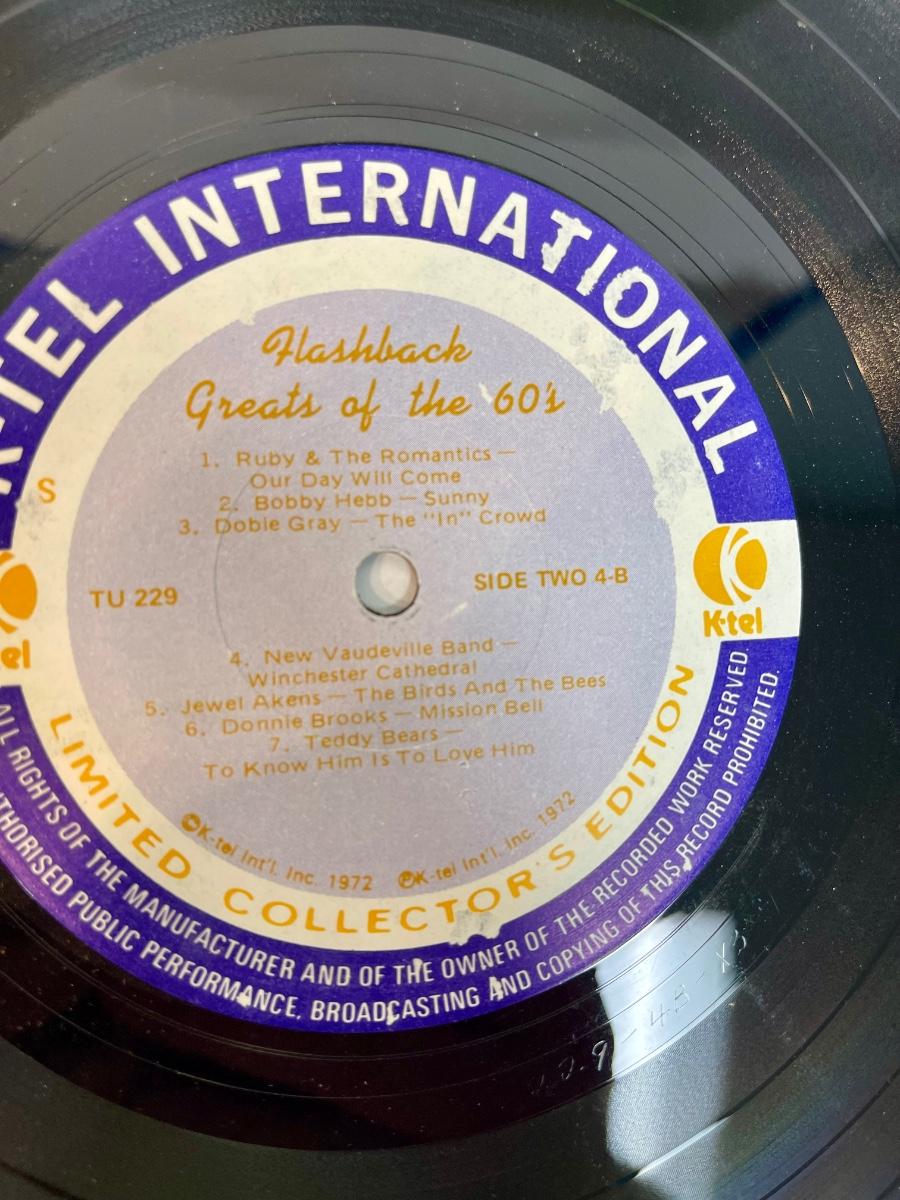 K-TEL INTERNATIONAL
Flashback
Greats of the 60's
1. Ruby & The Romantics —
Our Day Will Come
2. Bobby Hebb — Sunny
3. Dobie Gray — The "In" Crowd
S
TU 229
SIDE TWO 4-B
K-tel
tel
4. New Vaudeville Band —
Winchester Cathedral
5. Jewel Akens — The Birds And The Bees
6. Donnie Brooks — Mission Bell
7. Teddy Bears —
To Know Him Is To Love Him
©K-tel Int'l. Inc. 1972 ℗K-tel Int'l. Inc. 1972
LIMITED COLLECTOR'S EDITION
ALL RIGHTS OF THE MANUFACTURER AND OF THE OWNER OF THE RECORDED WORK RESERVED
THORISED PUBLIC PERFORMANCE, BROADCASTING AND COPYING OF THIS RECORD PROHIBITED.